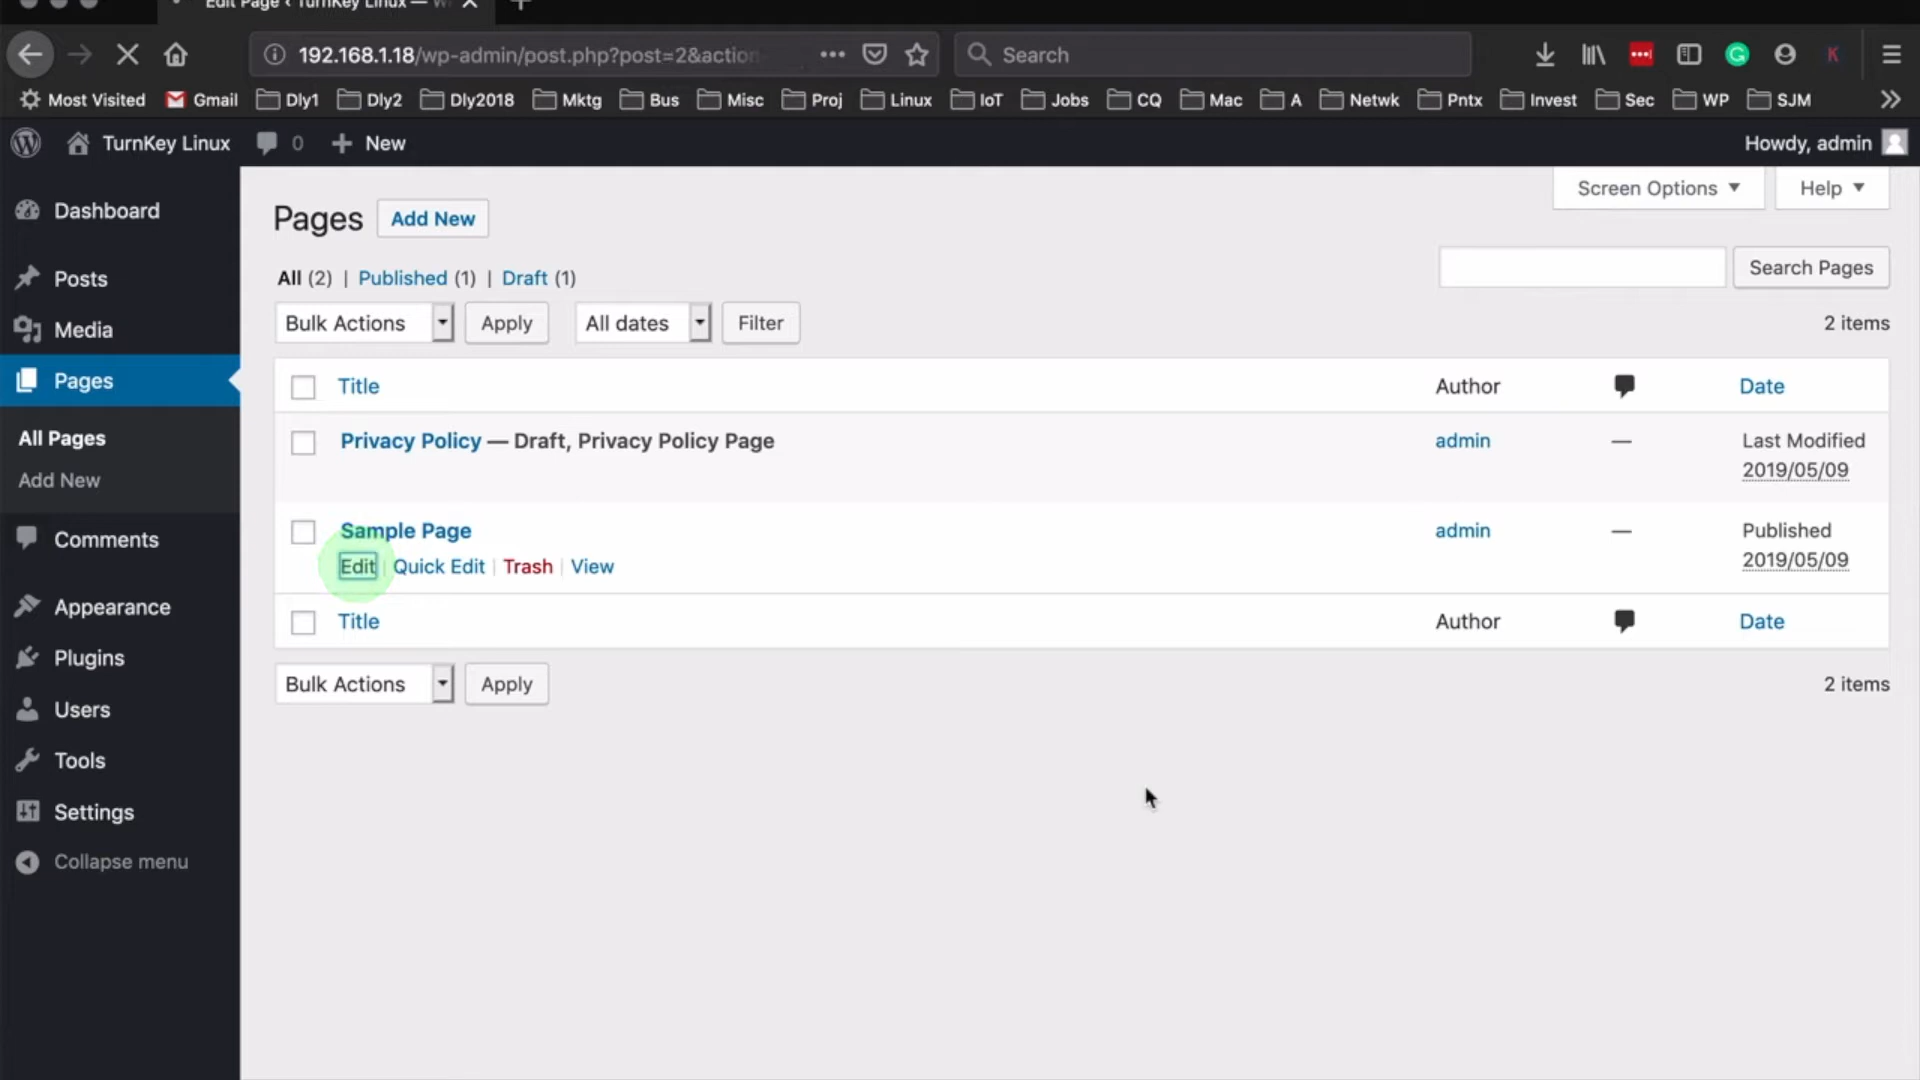 Edit Page ‹ TurnKey Linux —
192.168.1.18/wp-admin/post.php?post=2&action
Search
Most Visited Gmail Dly1 Dly2 Dly2018 Mktg Bus Misc Proj Linux IoT Jobs CQ Mac A Netwk Pntx Invest Sec WP SJM
TurnKey Linux 0 New Howdy, admin
Dashboard
Posts
Media
Pages
All Pages
Add New
Comments
Appearance
Plugins
Users
Tools
Settings
Collapse menu
Screen Options Help
Pages Add New
All (2) | Published (1) | Draft (1)
Search Pages
Bulk Actions Apply All dates Filter 2 items
Title Author Date
Privacy Policy — Draft, Privacy Policy Page admin — Last Modified
2019/05/09
Sample Page admin — Published
Edit | Quick Edit | Trash | View 2019/05/09
Title Author Date
Bulk Actions Apply 2 items